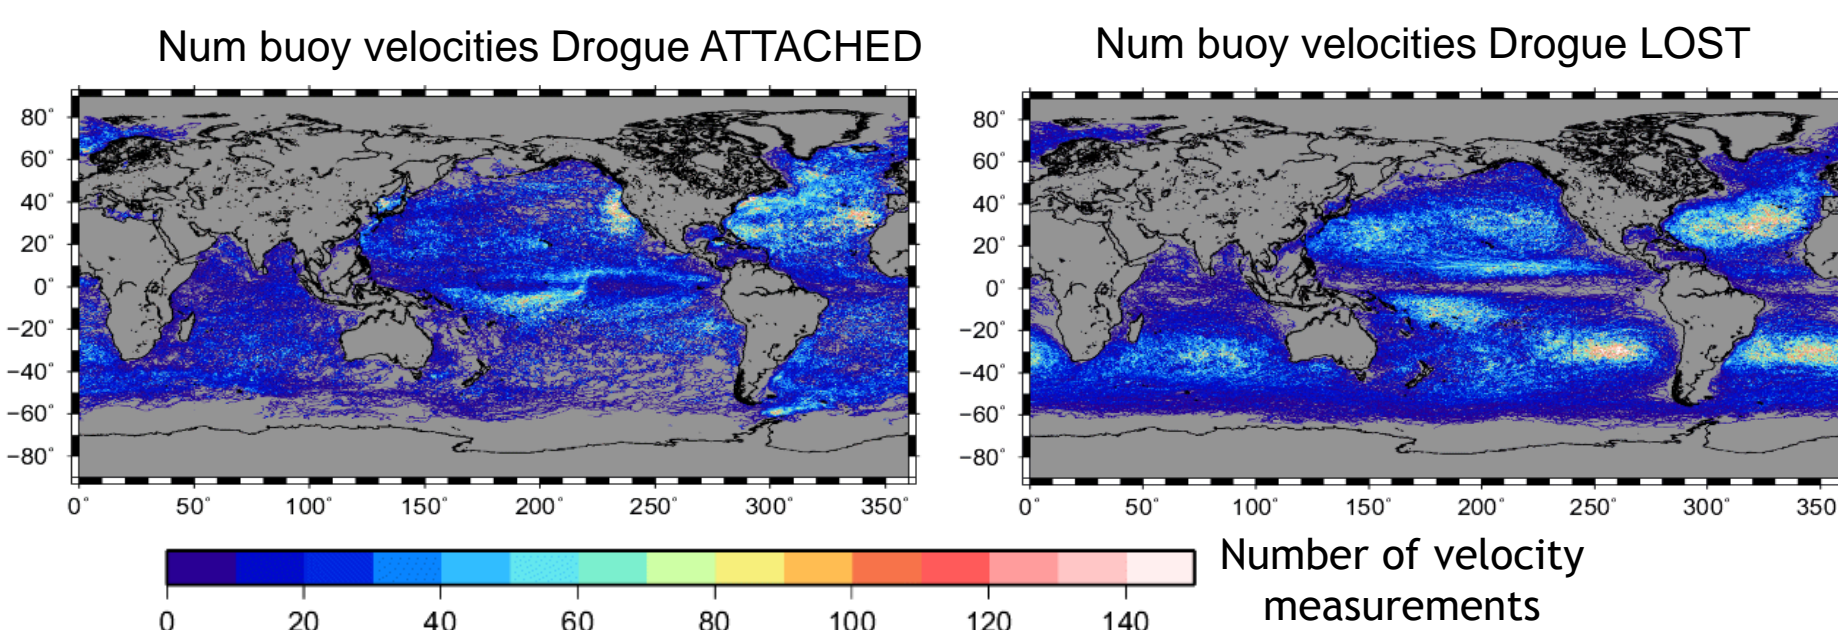 Num buoy velocities Drogue ATTACHED
Num buoy velocities Drogue LOST
80°
60°
40°
20°
0°
−20°
−40°
−60°
−80°
0° 50° 100° 150° 200° 250° 300° 350°
80°
60°
40°
20°
0°
−20°
−40°
−60°
−80°
0° 50° 100° 150° 200° 250° 300° 350°
0 20 40 60 80 100 120 140
Number of velocity
measurements